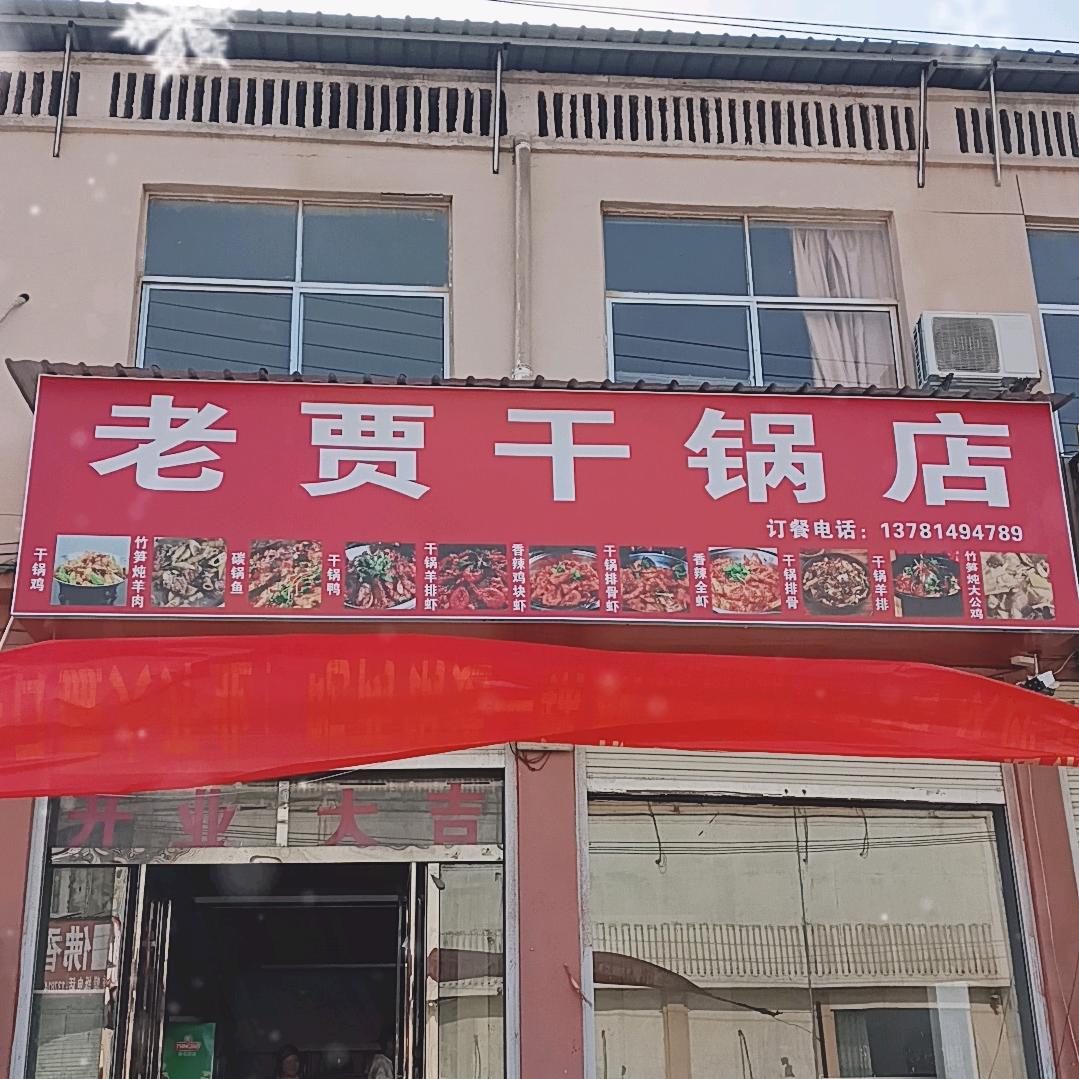 老贾干锅店
订餐电话：13781494789
干锅鸡
竹笋炖羊肉
碳锅鱼
干锅鸭
干锅羊排虾
香辣鸡块虾
干锅排骨虾
香辣全虾
干锅排骨
干锅羊排
竹笋炖大公鸡
开业大吉
佛香
TSINGTAO